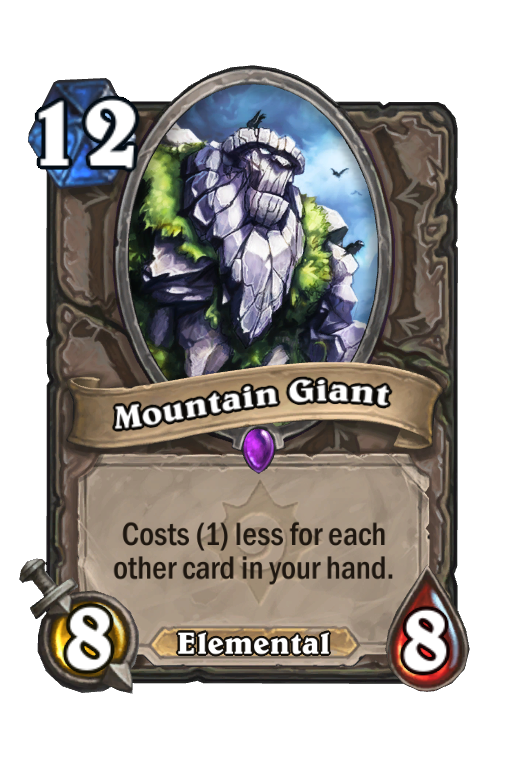 12
Mountain Giant
Costs (1) less for each
other card in your hand.
8
Elemental
8